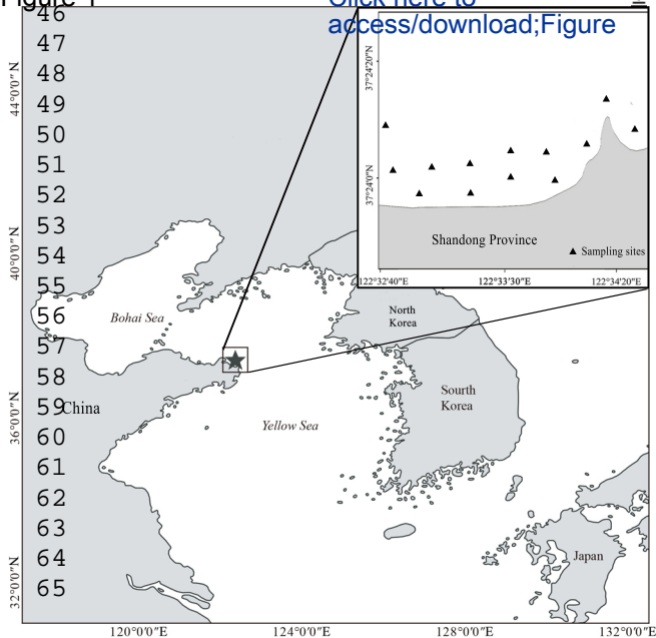 Figure 1
Click here to
access/download;Figure
46
47
48
49
50
51
52
53
54
55
56
57
58
59
60
61
62
63
64
65
44°0'0"N
40°0'0"N
36°0'0"N
32°0'0"N
120°0'0"E
124°0'0"E
128°0'0"E
132°0'0"E
37°24'20"N
37°24'0"N
Shandong Province
▲ Sampling sites
122°32'40"E
122°33'30"E
122°34'20"E
Bohai Sea
North
Korea
China
Sourth
Korea
Yellow Sea
Japan